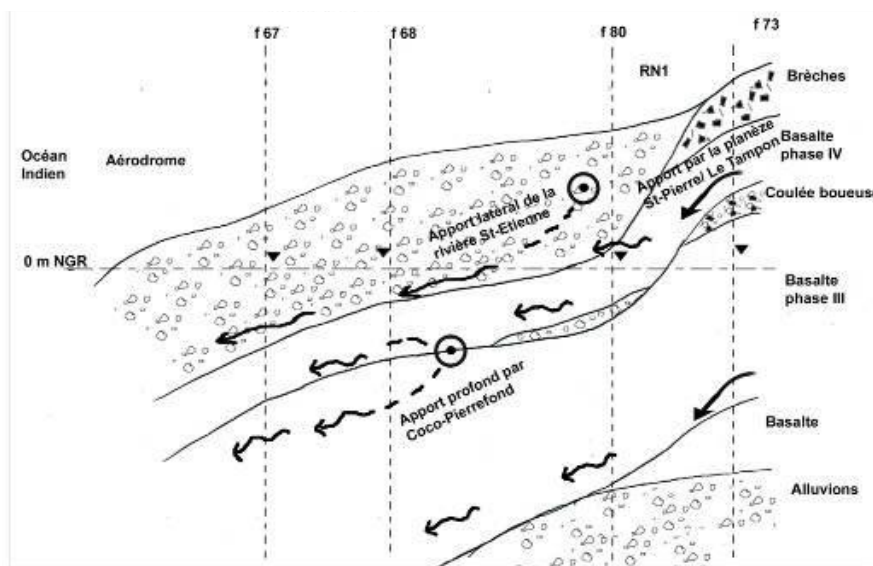 f 67
f 68
f 80
f 73
RN1
Brèches
Basalte
phase IV
Océan
Indien
Aérodrome
Apport par la planèze
St-Pierre/ Le Tampon
Coulée boueus
Apport latéral de la
rivière St-Etienne
0 m NGR
Basalte
phase III
Apport profond par
Coco-Pierrefond
Basalte
Alluvions